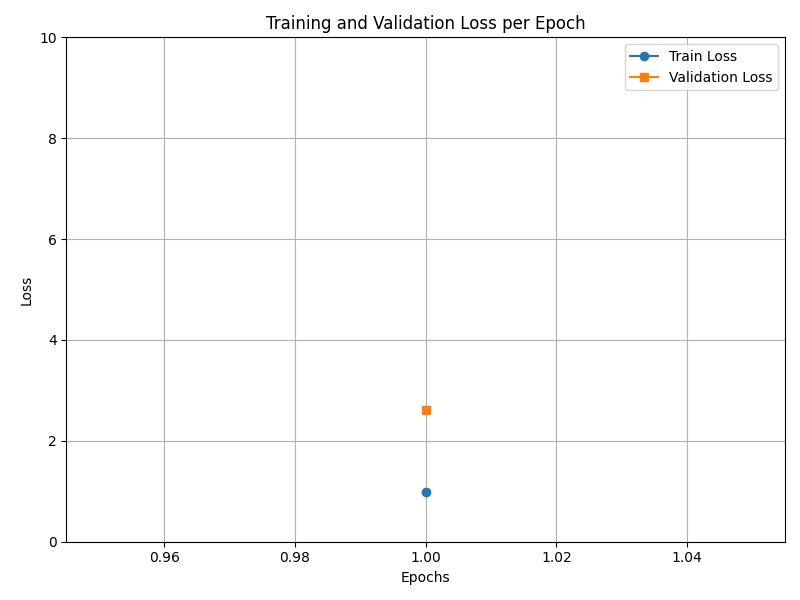 Training and Validation Loss per Epoch
Train Loss
Validation Loss
10
8
6
4
2
0
Loss
0.96
0.98
1.00
1.02
1.04
Epochs